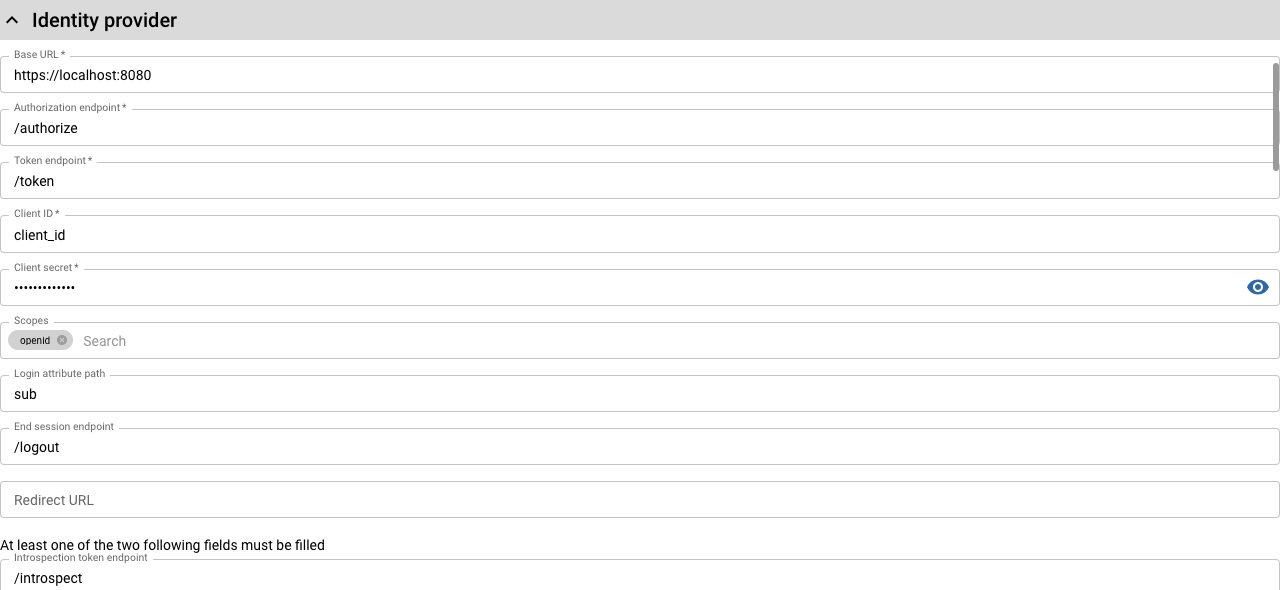 Identity provider
Base URL *
https://localhost:8080
Authorization endpoint *
/authorize
Token endpoint *
/token
Client ID *
client_id
Client secret *
•••••••••••••
Scopes
openid Search
Login attribute path
sub
End session endpoint
/logout
Redirect URL
At least one of the two following fields must be filled
Introspection token endpoint
/introspect